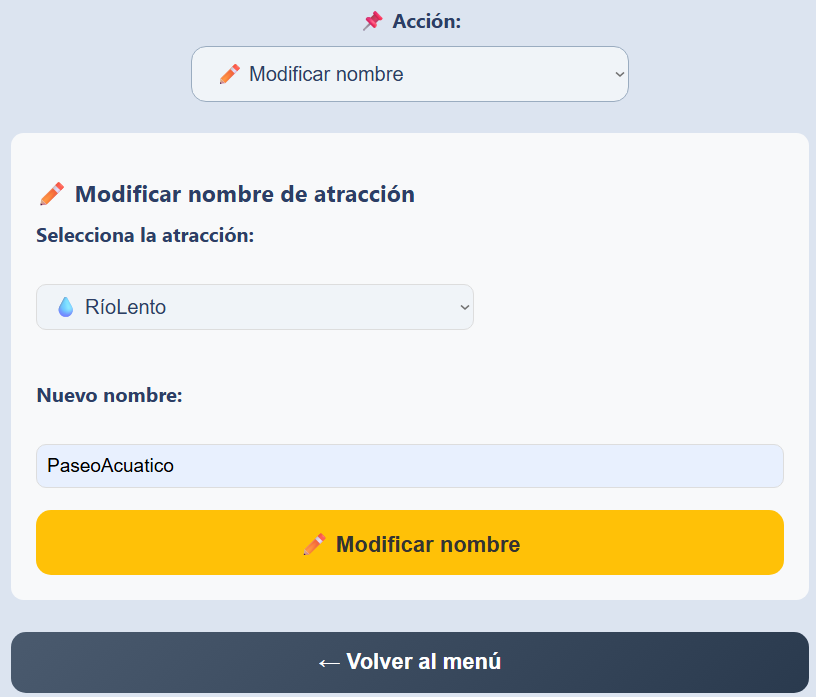 📌 Acción:
✏️ Modificar nombre
✏️ Modificar nombre de atracción
Selecciona la atracción:
💧 RíoLento
Nuevo nombre:
PaseoAcuatico
✏️ Modificar nombre
← Volver al menú